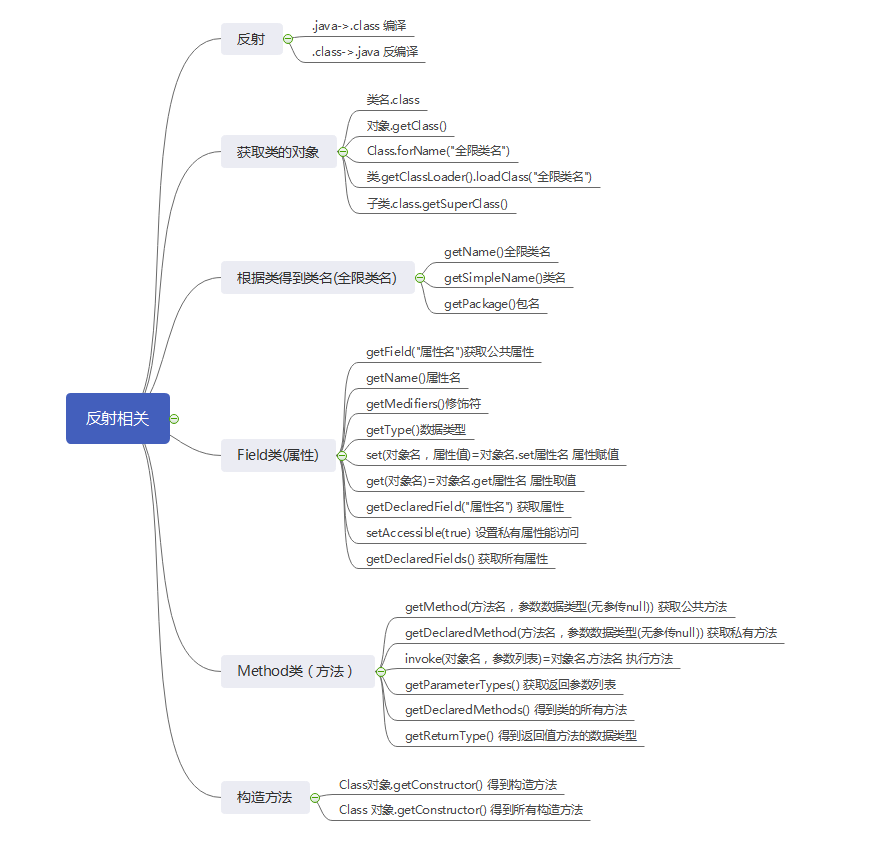 反射
.java->.class 编译
.class->.java 反编译
获取类的对象
类名.class
对象.getClass()
Class.forName("全限类名")
类.getClassLoader().loadClass("全限类名")
子类.class.getSuperClass()
根据类得到类名(全限类名)
getName()全限类名
getSimpleName()类名
getPackage()包名
反射相关
Field类(属性)
getField("属性名")获取公共属性
getName()属性名
getMedifiers()修饰符
getType()数据类型
set(对象名，属性值)=对象名.set属性名 属性赋值
get(对象名)=对象名.get属性名 属性取值
getDeclaredField("属性名") 获取属性
setAccessible(true) 设置私有属性能访问
getDeclaredFields() 获取所有属性
Method类（方法）
getMethod(方法名，参数数据类型(无参传null)) 获取公共方法
getDeclaredMethod(方法名，参数数据类型(无参传null)) 获取私有方法
invoke(对象名，参数列表)=对象名.方法名 执行方法
getParameterTypes() 获取返回参数列表
getDeclaredMethods() 得到类的所有方法
getReturnType() 得到返回值方法的数据类型
构造方法
Class对象.getConstructor() 得到构造方法
Class 对象.getConstructor() 得到所有构造方法